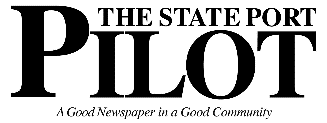 THE STATE PORT
PILOT
A Good Newspaper in a Good Community